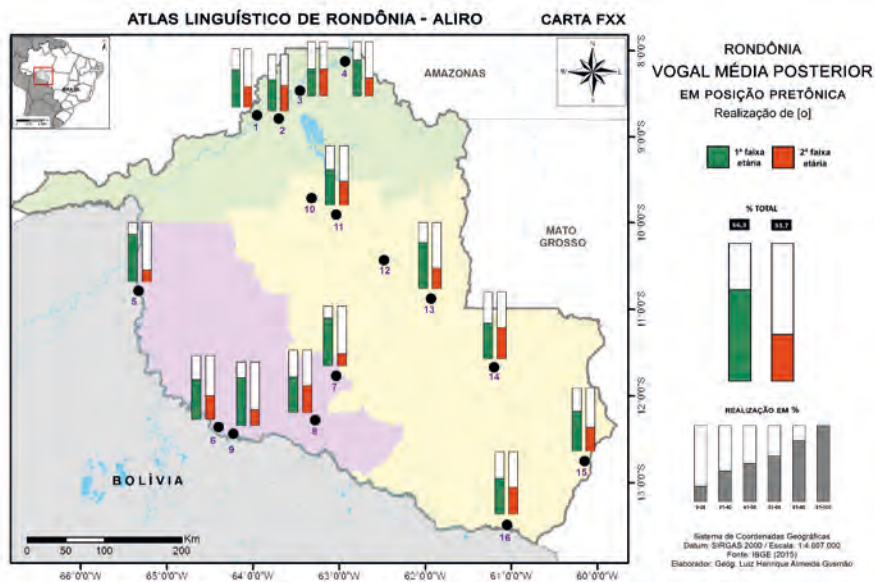 ATLAS LINGUÍSTICO DE RONDÔNIA - ALIRO CARTA FXX
BRASIL
AMAZONAS
MATO
GROSSO
BOLÍVIA
N
1
2
3
4
5
6
7
8
9
10
11
12
13
14
15
16
0 50 100 200
Km
66°0'0"W 65°0'0"W 64°0'0"W 63°0'0"W 62°0'0"W 61°0'0"W 60°0'0"W
8°0'0"S
9°0'0"S
10°0'0"S
11°0'0"S
12°0'0"S
13°0'0"S
RONDÔNIA
VOGAL MÉDIA POSTERIOR
EM POSIÇÃO PRETÔNICA
Realização de [o]
1ª faixa
etária
2ª faixa
etária
% TOTAL
66,3 33,7
REALIZAÇÃO EM %
Sistema de Coordenadas Geográficas
Datum: SIRGAS 2000 / Escala: 1:4.007.000
Fonte: IBGE (2015)
Elaborador: Geóg. Luiz Henrique Almeida Gusmão